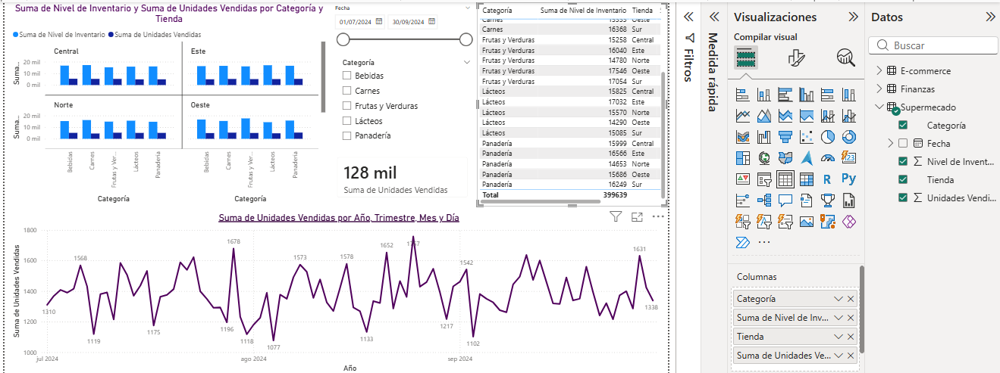 Suma de Nivel de Inventario y Suma de Unidades Vendidas por Categoría y
Tienda
Suma de Nivel de Inventario Suma de Unidades Vendidas
Central
Este
Suma...
20 mil
10 mil
0 mil
Norte
Oeste
Suma...
20 mil
10 mil
0 mil
Bebidas
Carnes
Frutas y Ver...
Lácteos
Panadería
Bebidas
Carnes
Frutas y Ver...
Lácteos
Panadería
Categoría
Categoría
Fecha
01/07/2024 30/09/2024
Categoría
Bebidas
Carnes
Frutas y Verduras
Lácteos
Panadería
128 mil
Suma de Unidades Vendidas
Categoría Suma de Nivel de Inventario Tienda
Carnes 15353 Oeste
Carnes 16368 Sur
Frutas y Verduras 15258 Central
Frutas y Verduras 16040 Este
Frutas y Verduras 14780 Norte
Frutas y Verduras 17546 Oeste
Frutas y Verduras 17054 Sur
Lácteos 15825 Central
Lácteos 17032 Este
Lácteos 15570 Norte
Lácteos 14290 Oeste
Lácteos 15085 Sur
Panadería 15999 Central
Panadería 16566 Este
Panadería 14653 Norte
Panadería 15686 Oeste
Panadería 16249 Sur
Total 399639
Suma de Unidades Vendidas por Año, Trimestre, Mes y Día
Suma de Unidades Vendidas
1800
1600
1400
1200
1000
1310
1568
1119
1175
1678
1196
1118
1077
1573
1578
1133
1652
1757
1217
1542
1102
1631
1338
jul 2024
ago 2024
sep 2024
Año
Filtros
Medida rápida
Visualizaciones
Compilar visual
123
R
Py
Columnas
Categoría
Suma de Nivel de Inv...
Tienda
Suma de Unidades Ve...
Datos
Buscar
E-commerce
Finanzas
Supermecado
Categoría
Fecha
Nivel de Invent...
Tienda
Unidades Vendi...